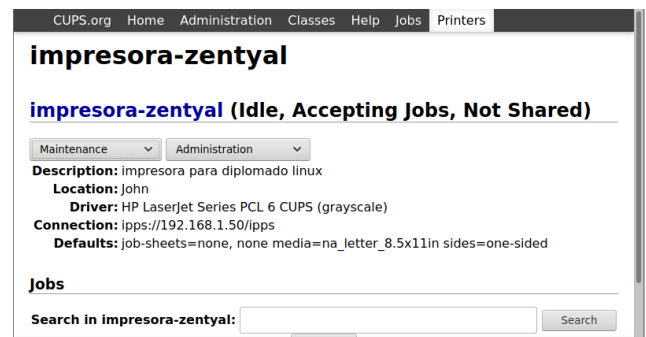 CUPS.org Home Administration Classes Help Jobs Printers
impresora-zentyal
impresora-zentyal (Idle, Accepting Jobs, Not Shared)
Maintenance Administration
Description: impresora para diplomado linux
Location: John
Driver: HP LaserJet Series PCL 6 CUPS (grayscale)
Connection: ipps://192.168.1.50/ipps
Defaults: job-sheets=none, none media=na_letter_8.5x11in sides=one-sided
Jobs
Search in impresora-zentyal: Search